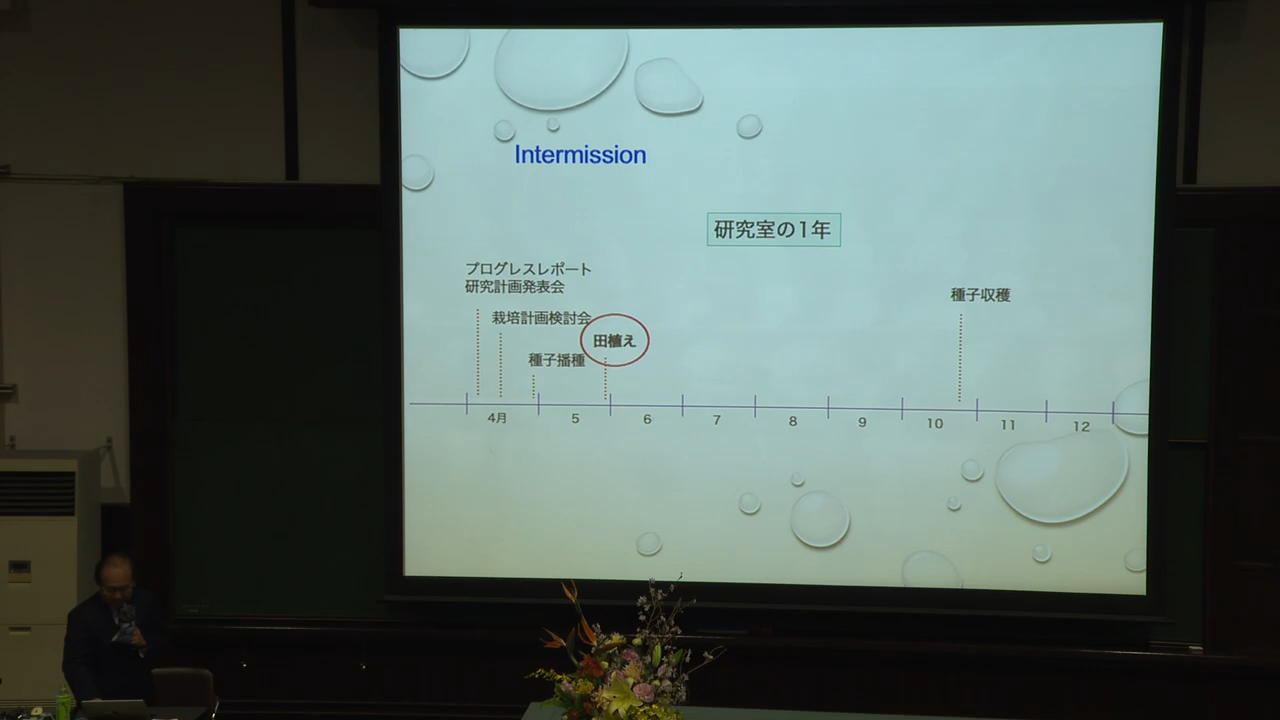 Intermission
研究室の1年
プログレスレポート
研究計画発表会
種子収穫
栽培計画検討会
田植え
種子播種
4月 5 6 7 8 9 10 11 12